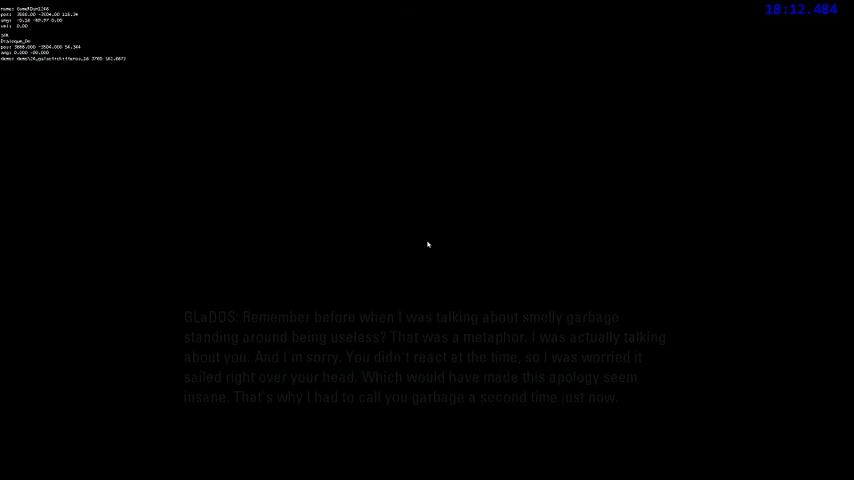 18:12.484
GLaDOS: Remember before when I was talking about smelly garbage
standing around being useless? That was a metaphor. I was actually talking
about you. And I'm sorry. You didn't react at the time, so I was worried it
sailed right over your head. Which would have made this apology seem
insane. That's why I had to call you garbage a second time just now.